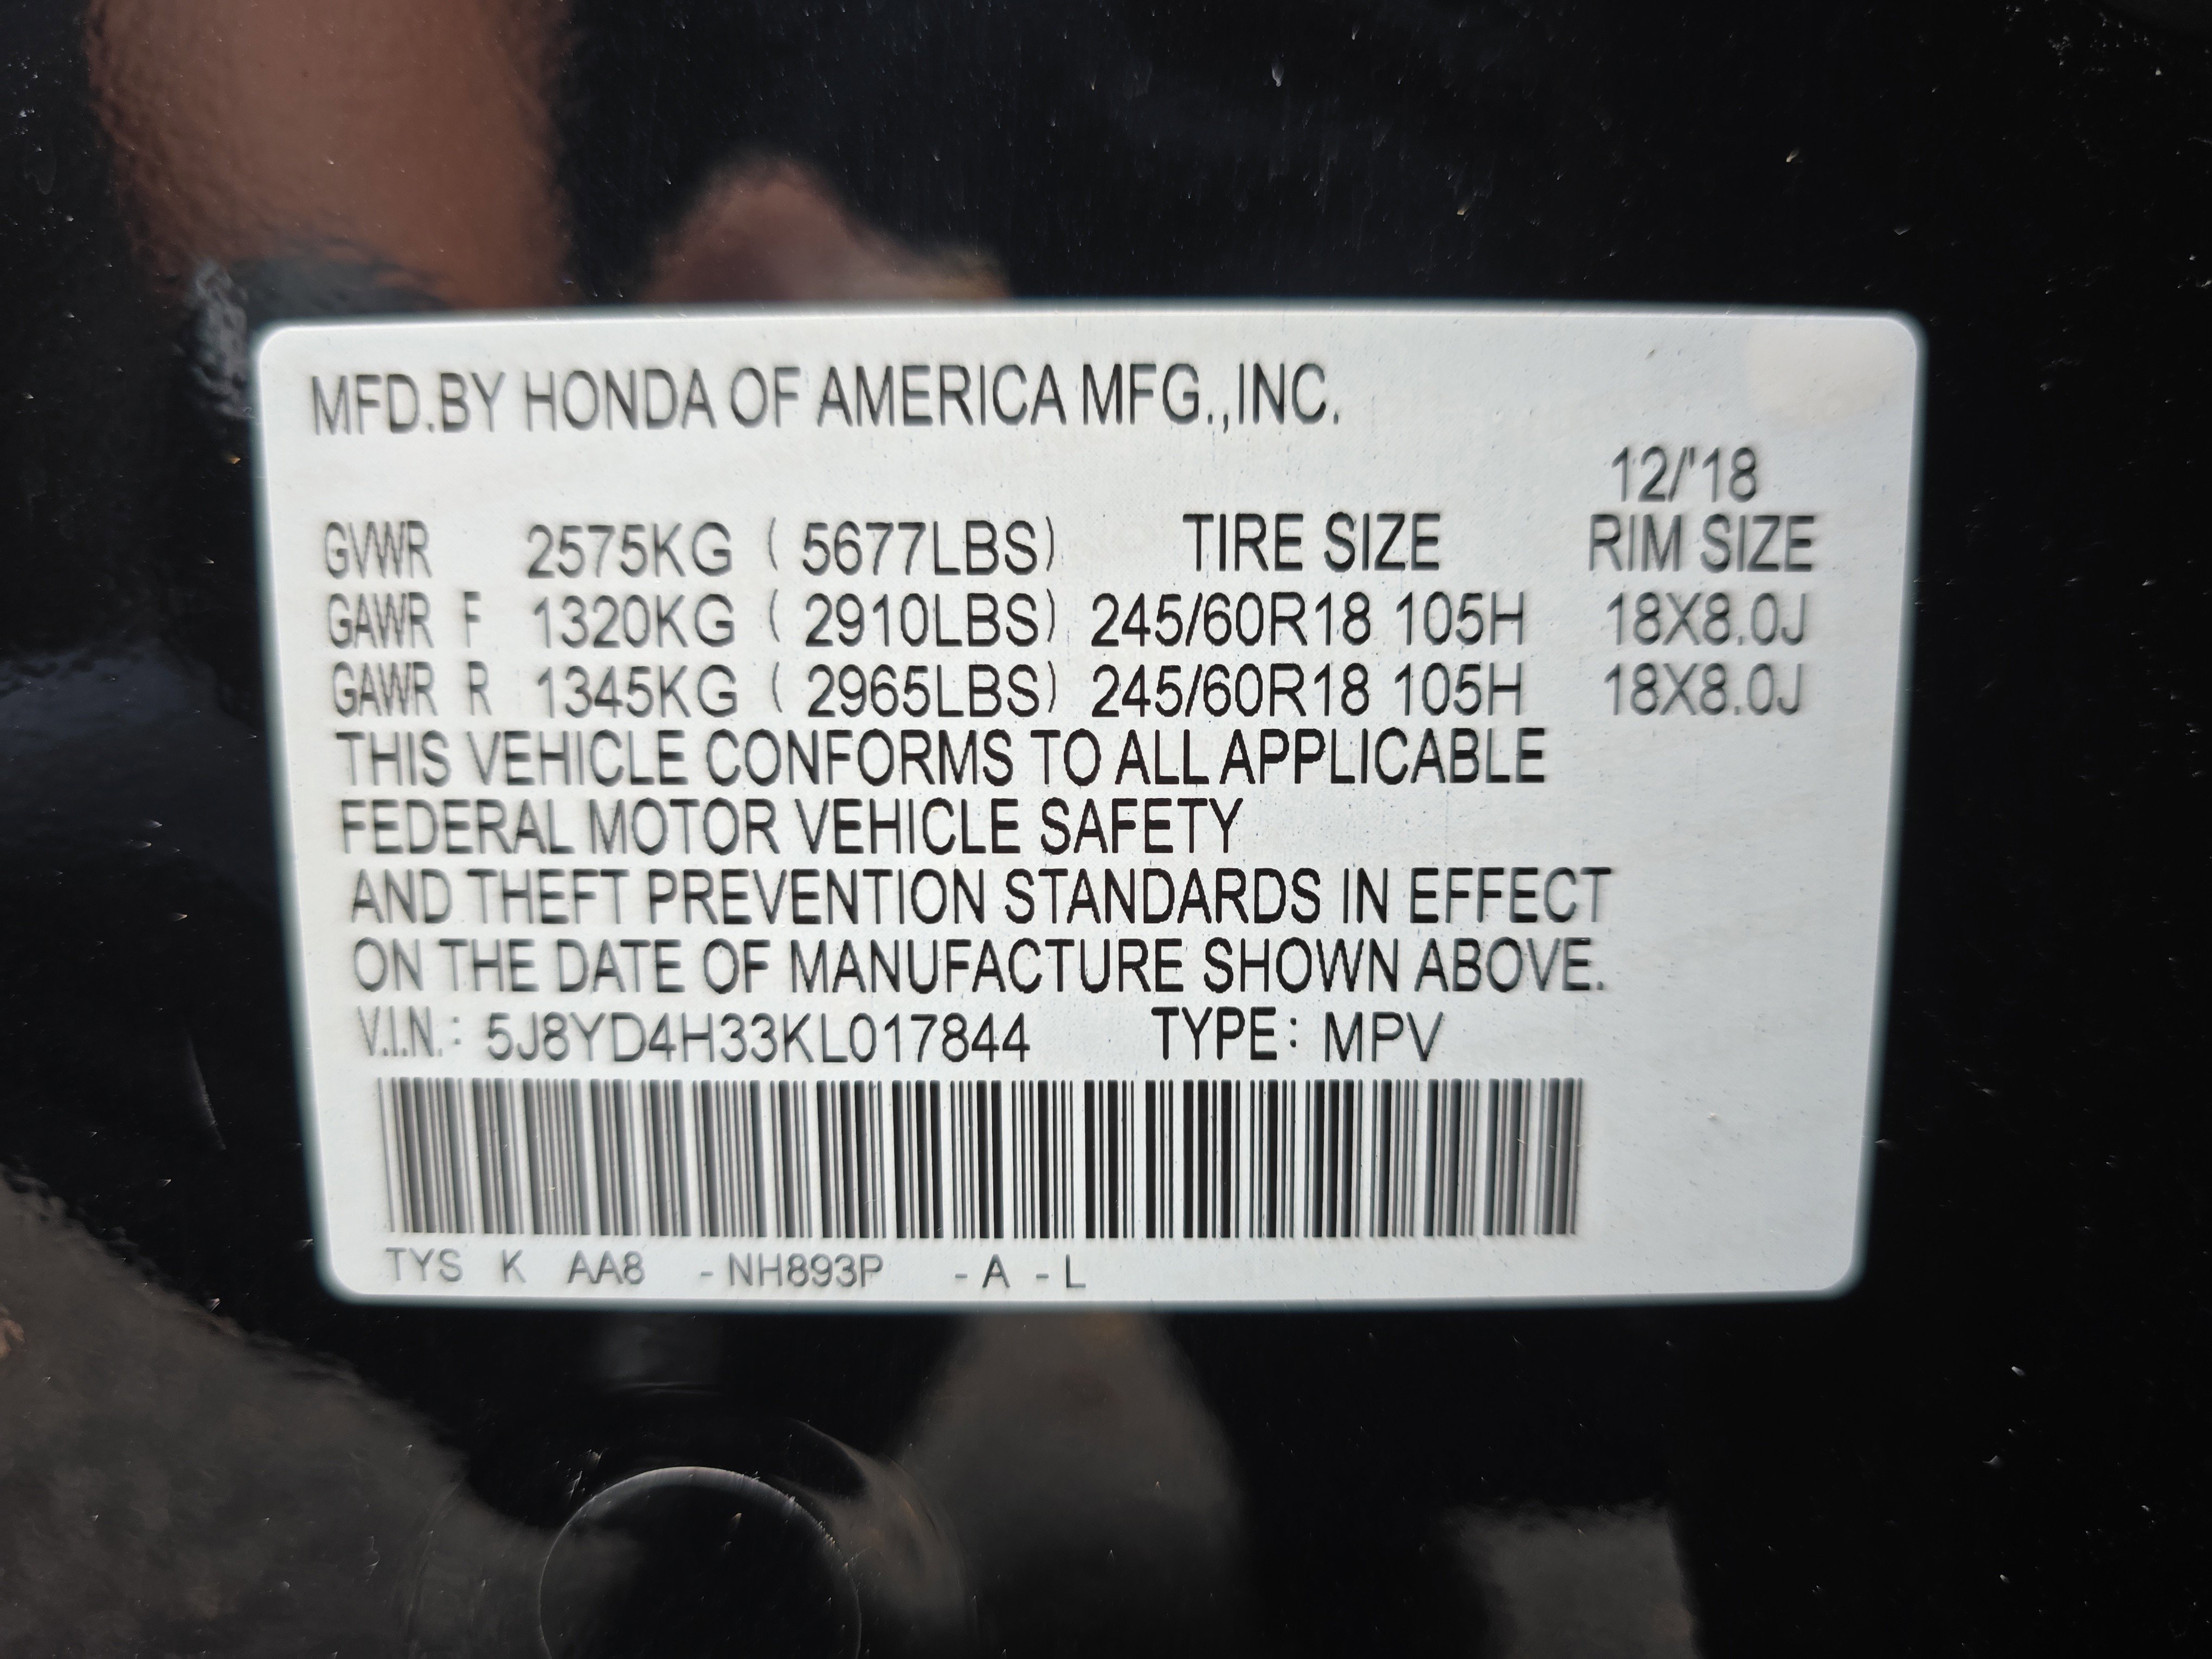 MFD.BY HONDA OF AMERICA MFG.,INC.
12/'18
GVWR 2575KG ( 5677LBS) TIRE SIZE RIM SIZE
GAWR F 1320KG ( 2910LBS) 245/60R18 105H 18X8.0J
GAWR R 1345KG ( 2965LBS) 245/60R18 105H 18X8.0J
THIS VEHICLE CONFORMS TO ALL APPLICABLE
FEDERAL MOTOR VEHICLE SAFETY
AND THEFT PREVENTION STANDARDS IN EFFECT
ON THE DATE OF MANUFACTURE SHOWN ABOVE.
V.I.N.: 5J8YD4H33KL017844 TYPE: MPV
TYS K AA8 - NH893P - A - L